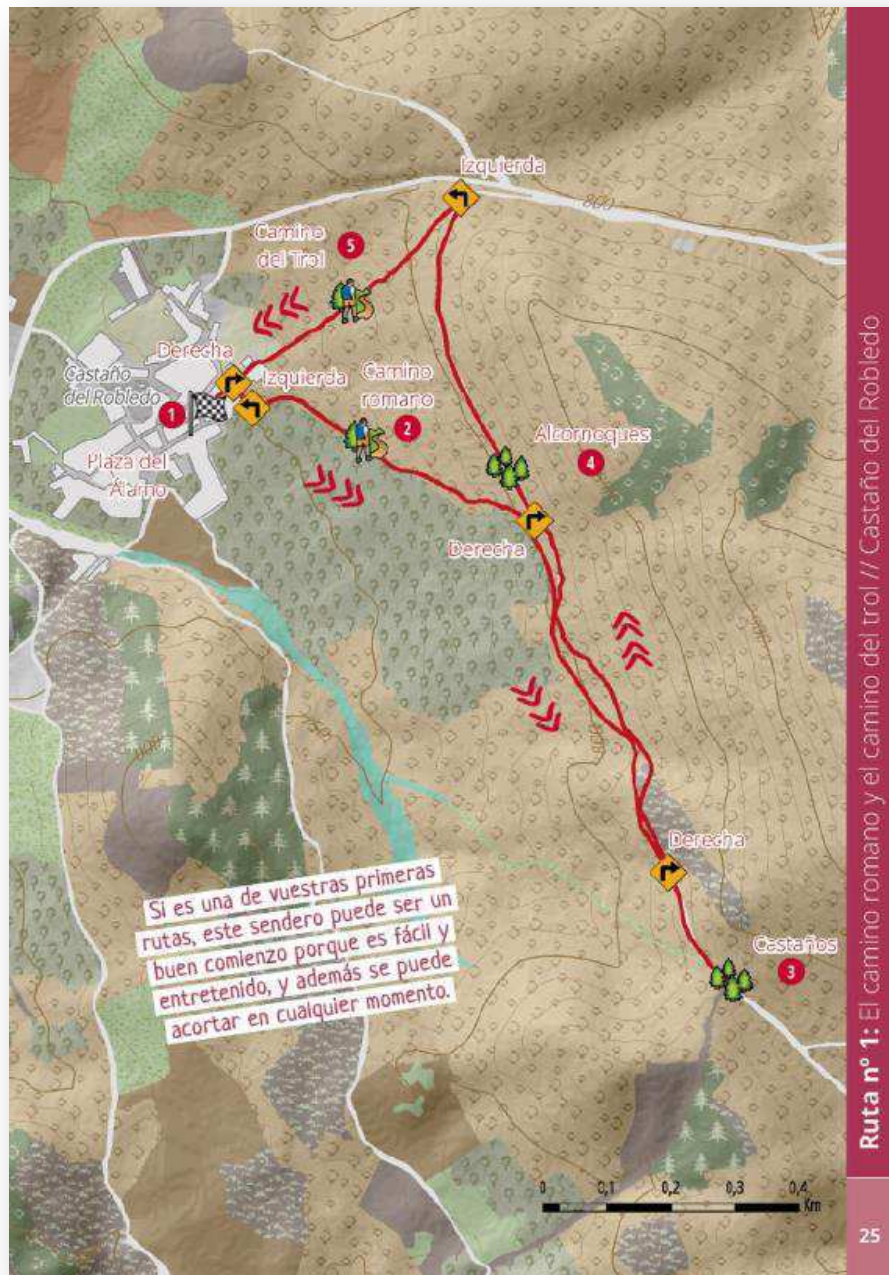 Izquierda
800
Camino
del Trol
5
Derecha
Izquierda
Castaño
del Robledo
1
Camino
romano
2
Plaza del
Álamo
Alcornoques
4
Derecha
800
Derecha
Castaños
3
Si es una de vuestras primeras
rutas, este sendero puede ser un
buen comienzo porque es fácil y
entretenido, y además se puede
acortar en cualquier momento.
0 0,1 0,2 0,3 0,4
Km
Ruta nº 1: El camino romano y el camino del trol // Castaño del Robledo
25